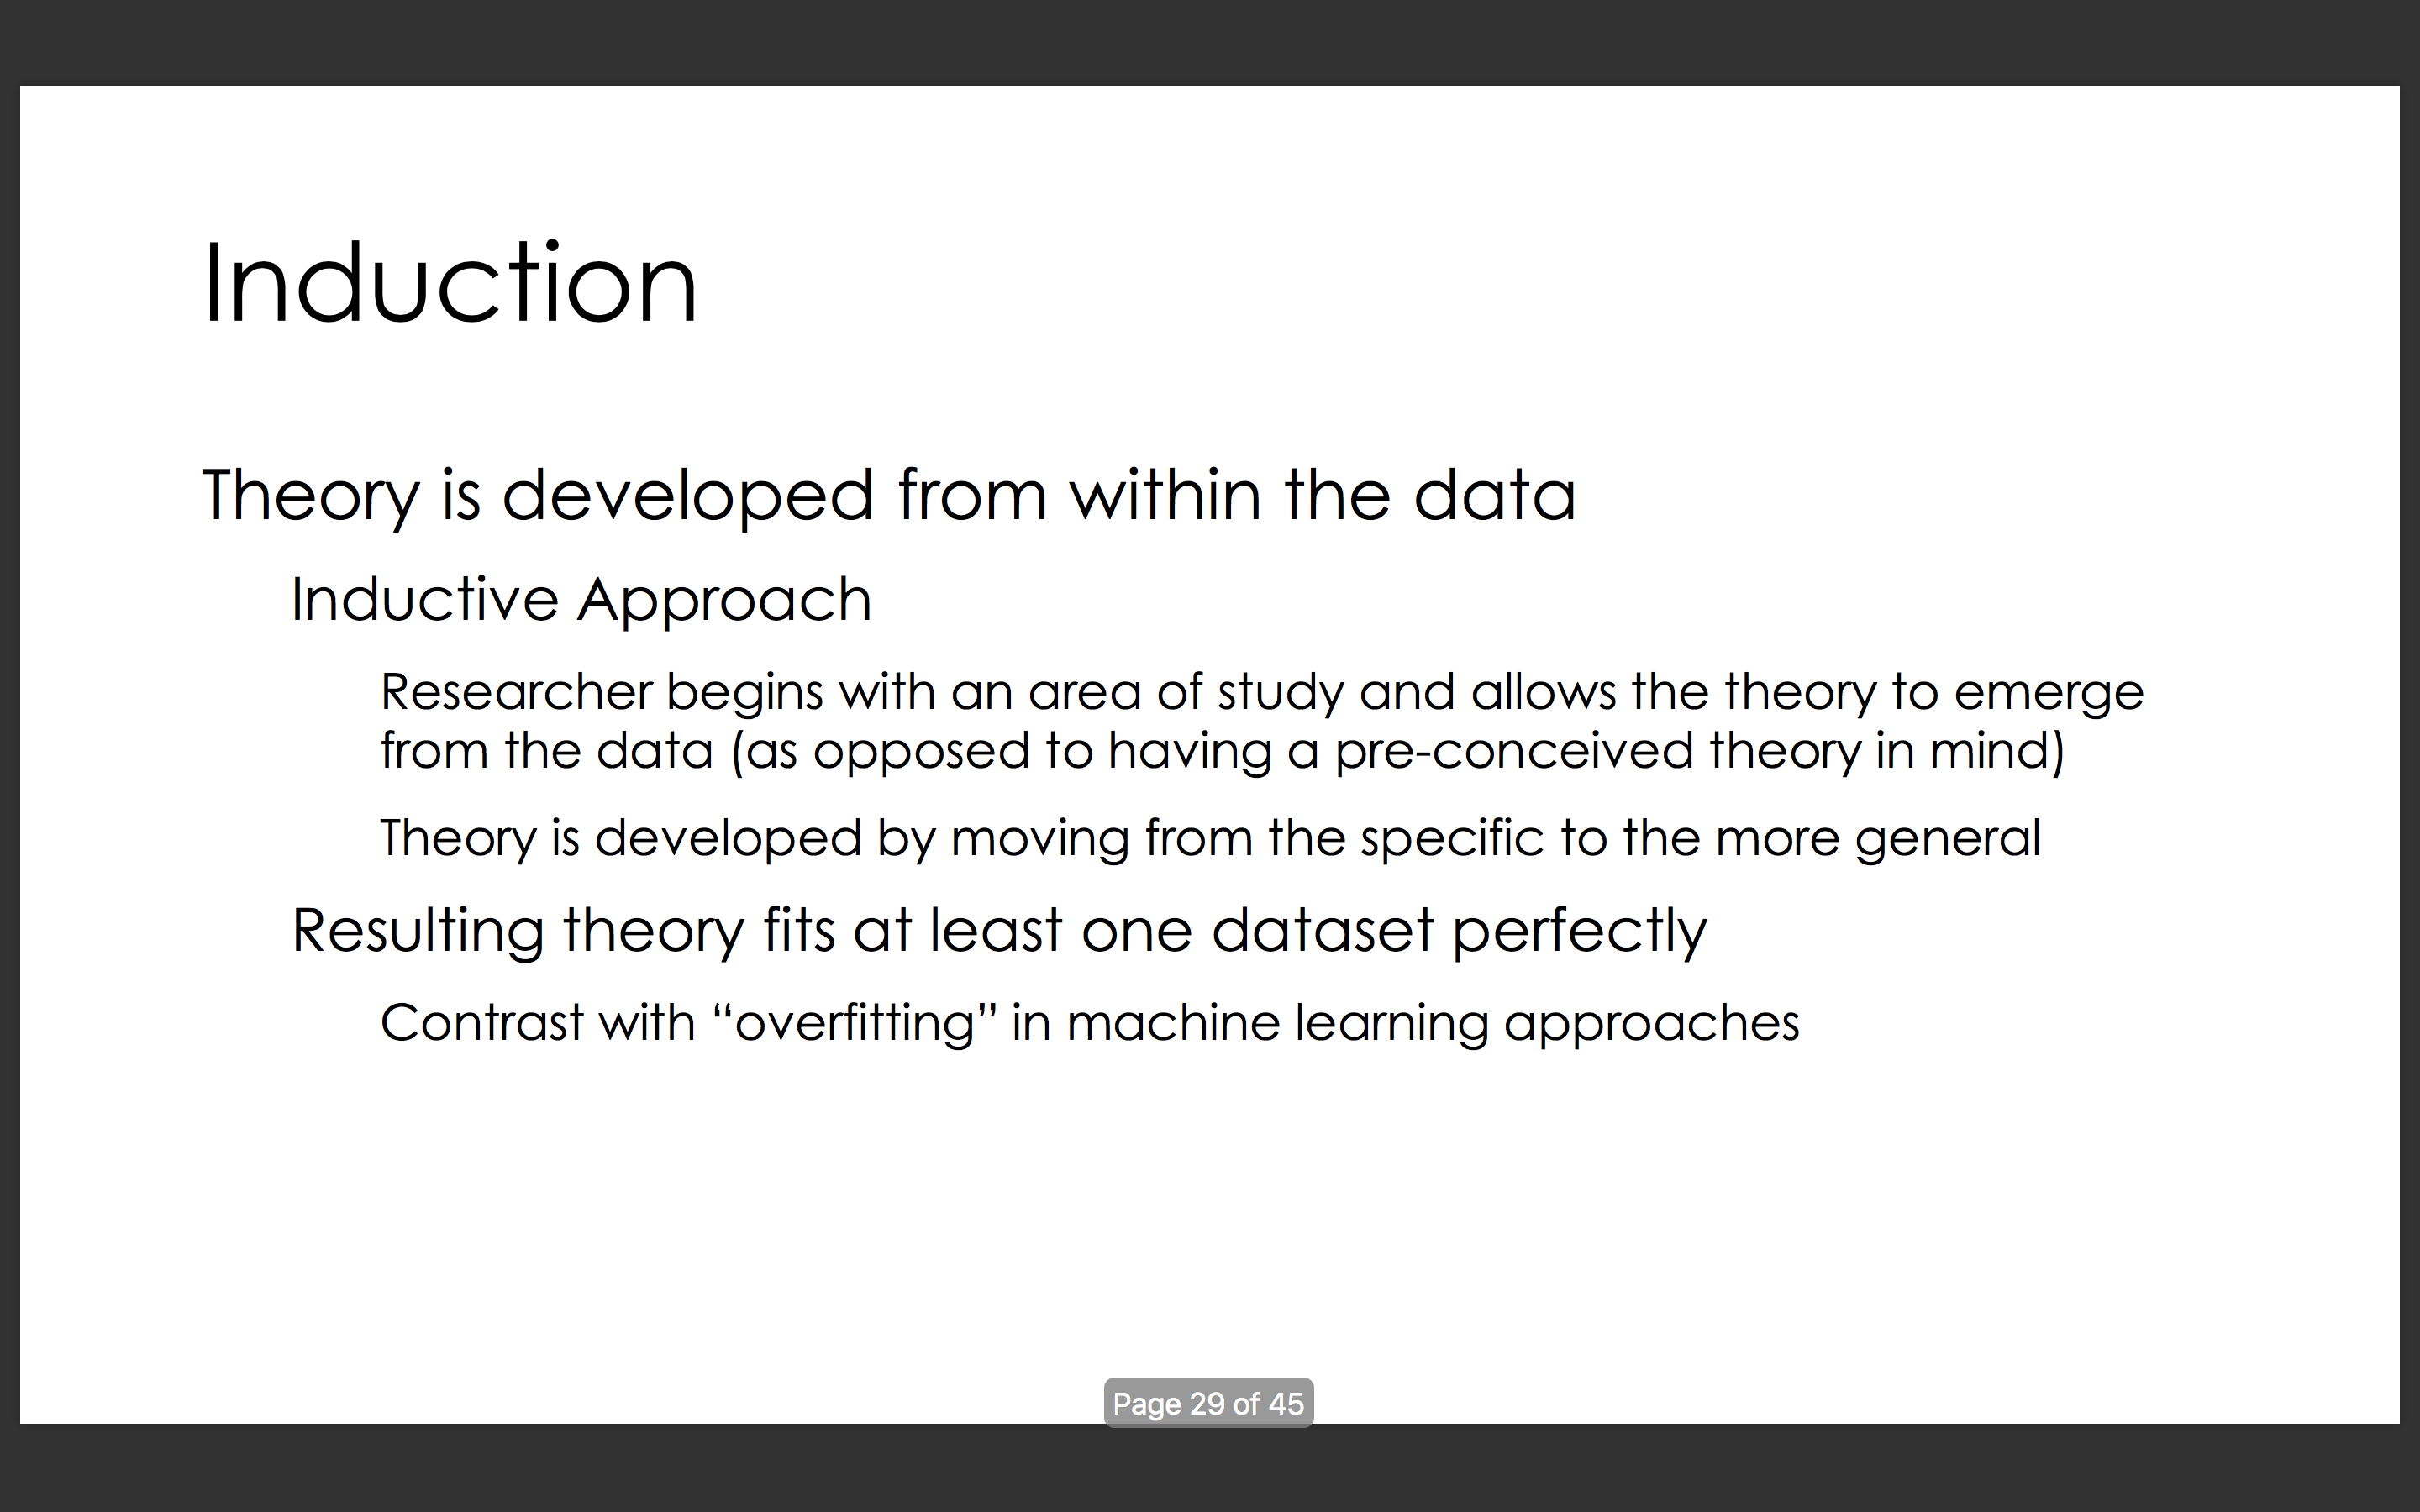 Induction
Theory is developed from within the data
Inductive Approach
Researcher begins with an area of study and allows the theory to emerge
from the data (as opposed to having a pre-conceived theory in mind)
Theory is developed by moving from the specific to the more general
Resulting theory fits at least one dataset perfectly
Contrast with “overfitting” in machine learning approaches
Page 29 of 45